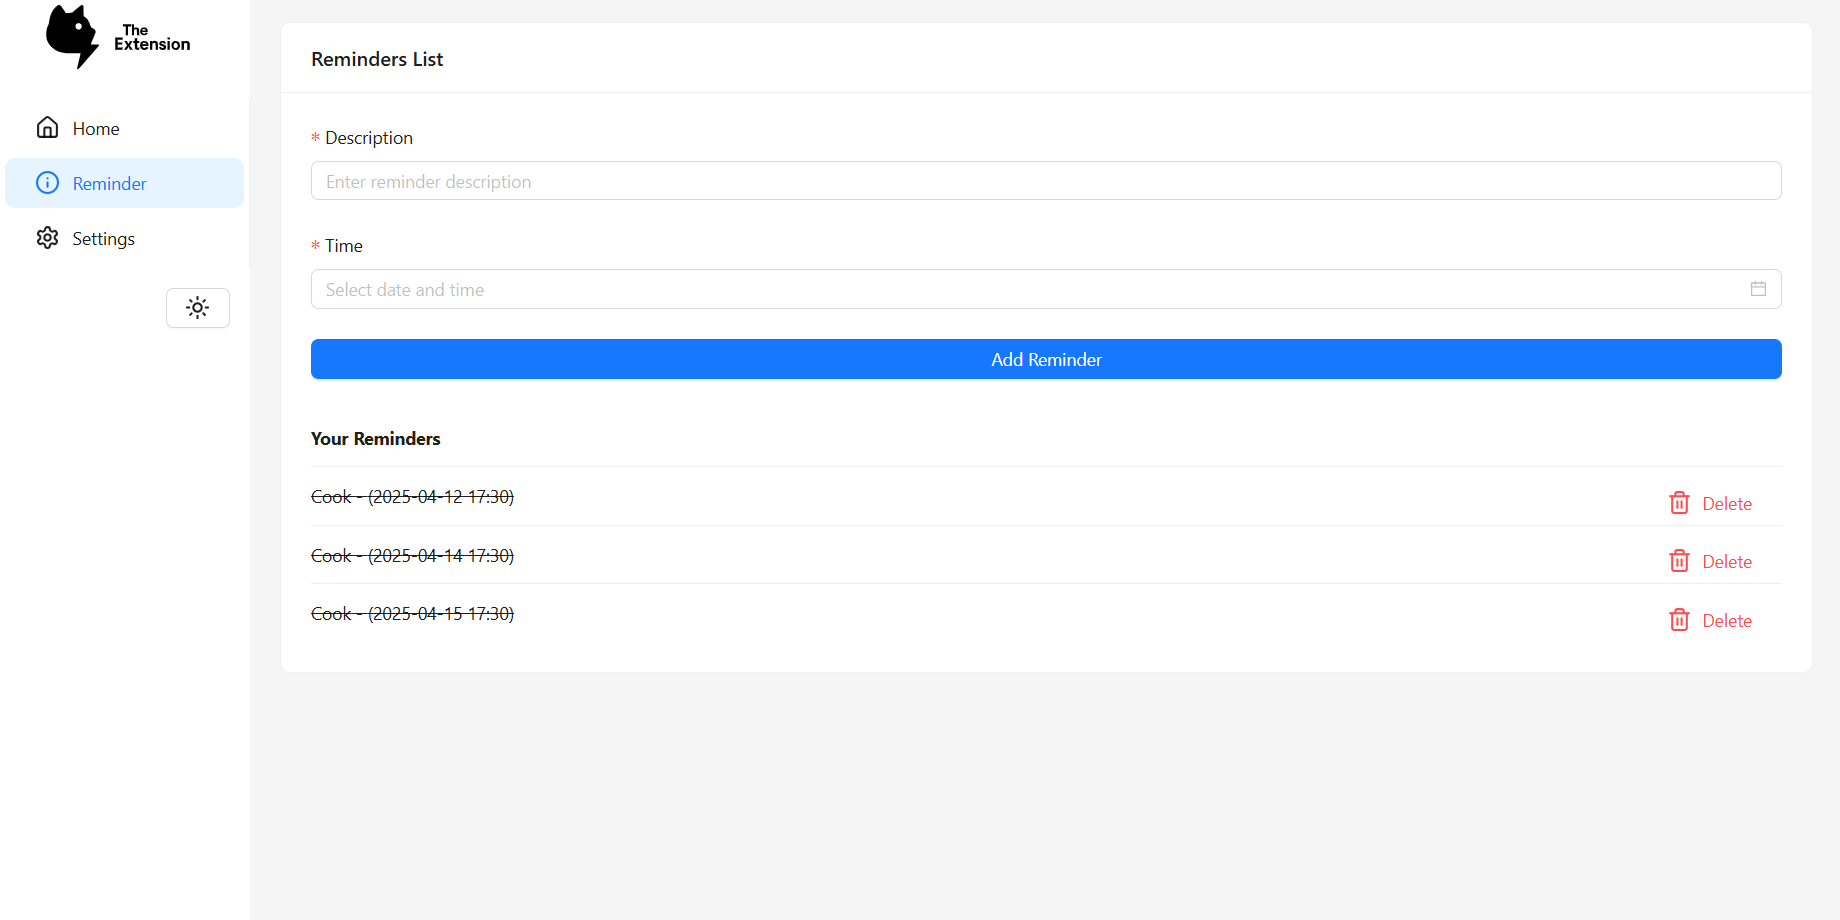 The
Extension
Home
Reminder
Settings
Reminders List
* Description
Enter reminder description
* Time
Select date and time
Add Reminder
Your Reminders
Cook - (2025-04-12 17:30)
Delete
Cook - (2025-04-14 17:30)
Delete
Cook - (2025-04-15 17:30)
Delete